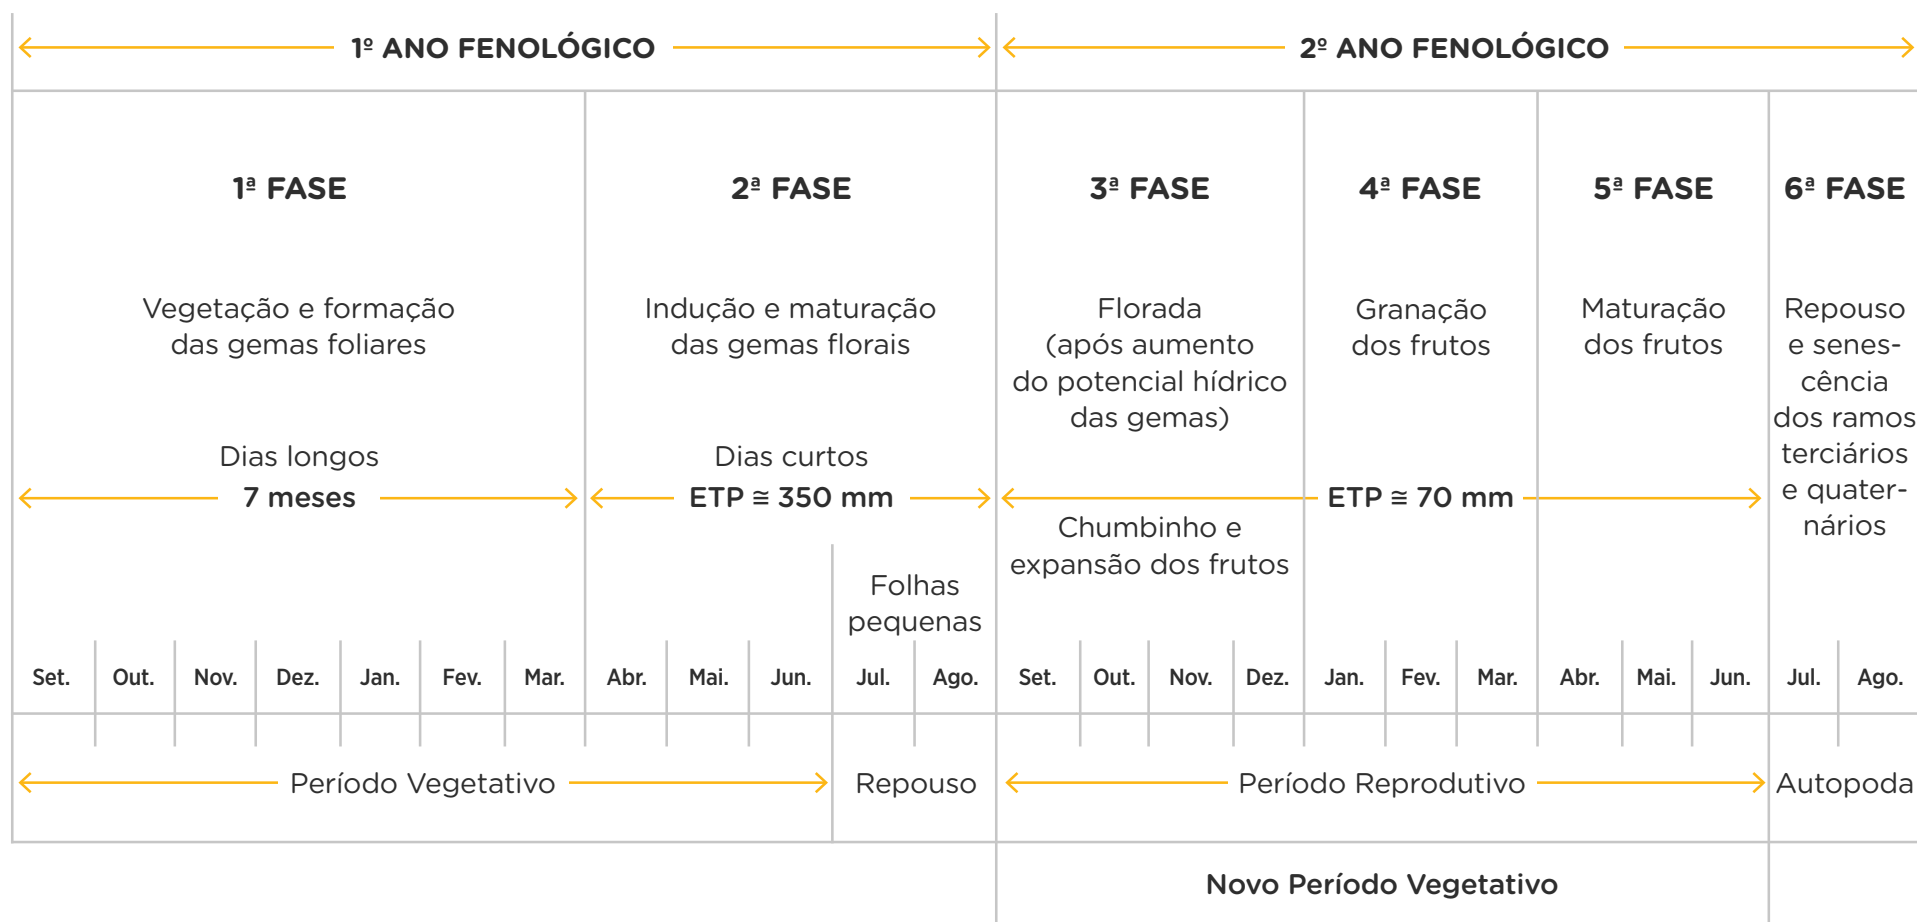 1º ANO FENOLÓGICO
2º ANO FENOLÓGICO
1ª FASE
2ª FASE
3ª FASE
4ª FASE
5ª FASE
6ª FASE
Vegetação e formação
das gemas foliares
Indução e maturação
das gemas florais
Florada
(após aumento
do potencial hídrico
das gemas)
Granação
dos frutos
Maturação
dos frutos
Repouso
e senes-
cência
dos ramos
terciários
e quater-
nários
Dias longos
7 meses
Dias curtos
ETP ≅ 350 mm
ETP ≅ 70 mm
Chumbinho e
expansão dos frutos
Folhas
pequenas
Set. Out. Nov. Dez. Jan. Fev. Mar. Abr. Mai. Jun. Jul. Ago. Set. Out. Nov. Dez. Jan. Fev. Mar. Abr. Mai. Jun. Jul. Ago.
Período Vegetativo
Repouso
Período Reprodutivo
Autopoda
Novo Período Vegetativo